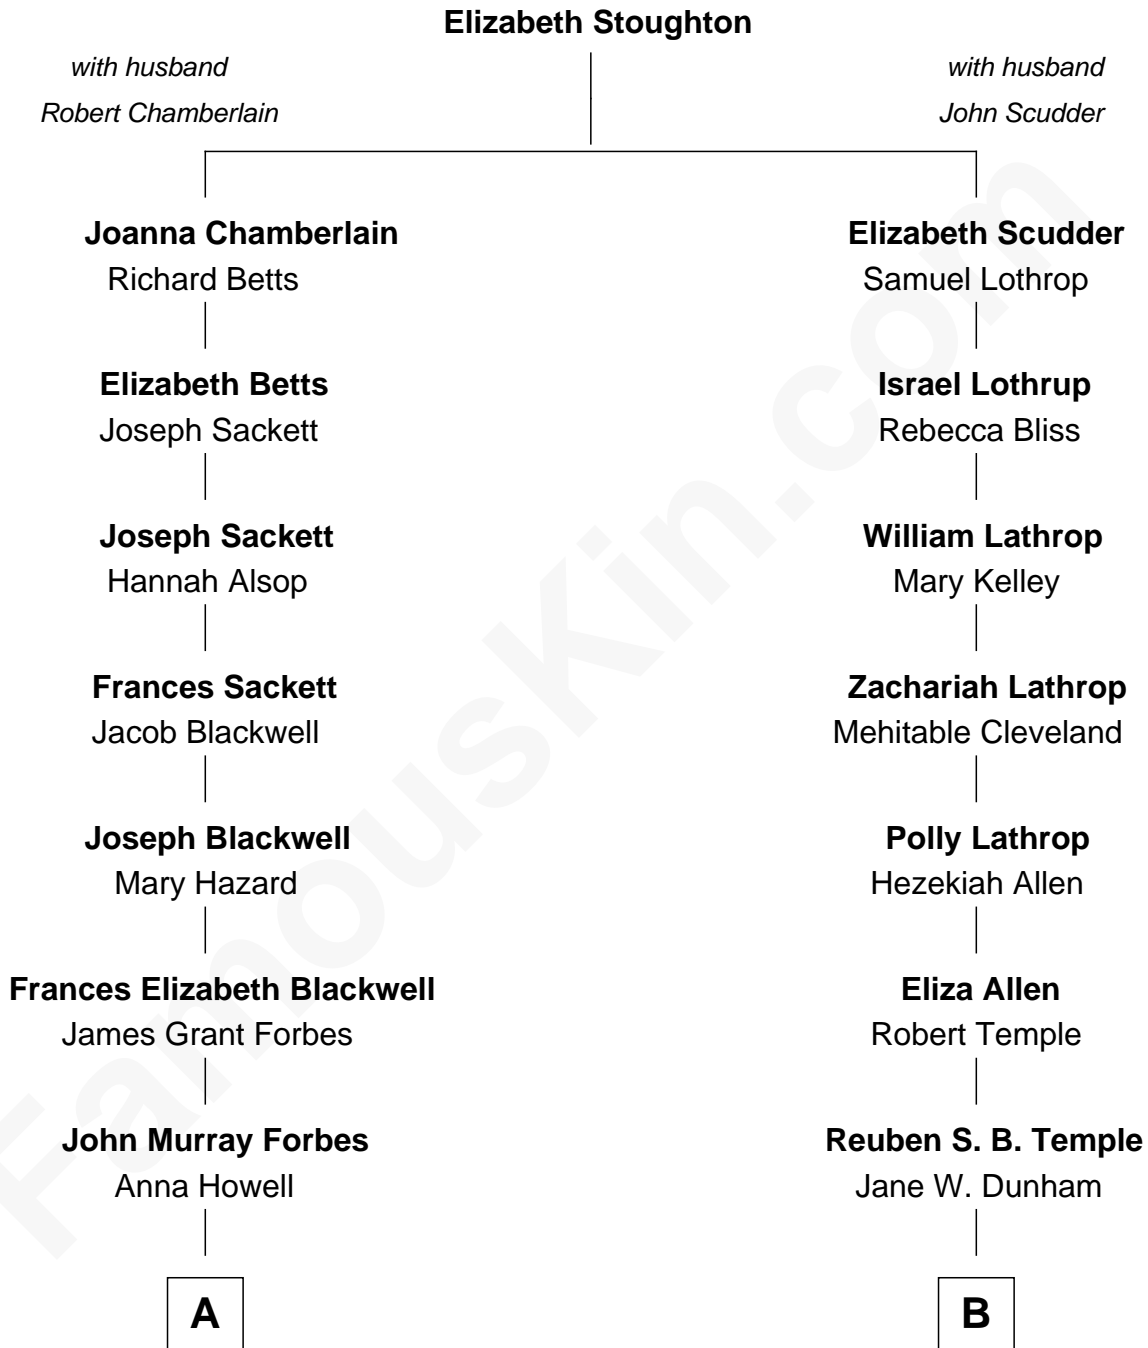 Elizabeth Stoughton
with husband
Robert Chamberlain
with husband
John Scudder
Joanna Chamberlain
Richard Betts
Elizabeth Scudder
Samuel Lothrop
Elizabeth Betts
Joseph Sackett
Israel Lothrup
Rebecca Bliss
Joseph Sackett
Hannah Alsop
William Lathrop
Mary Kelley
Frances Sackett
Jacob Blackwell
Zachariah Lathrop
Mehitable Cleveland
Joseph Blackwell
Mary Hazard
Polly Lathrop
Hezekiah Allen
Frances Elizabeth Blackwell
James Grant Forbes
Eliza Allen
Robert Temple
John Murray Forbes
Anna Howell
Reuben S. B. Temple
Jane W. Dunham
A
B
FamousKin.com